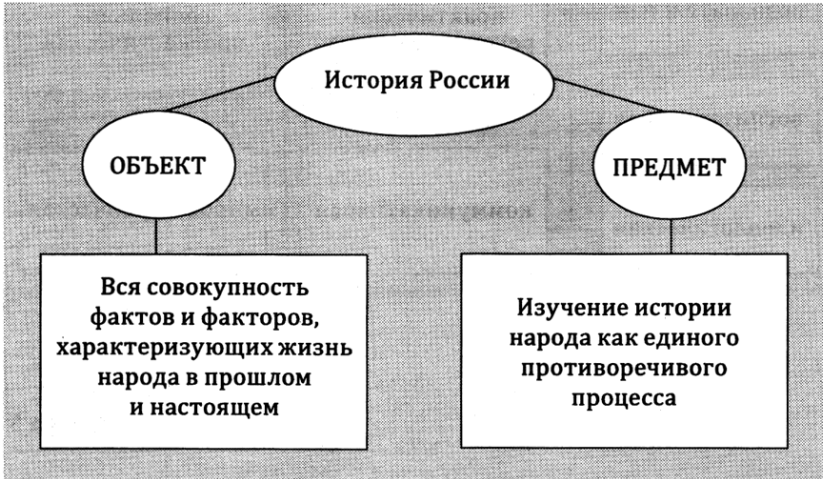 История России
ОБЪЕКТ
ПРЕДМЕТ
Вся совокупность
фактов и факторов,
характеризующих жизнь
народа в прошлом
и настоящем
Изучение истории
народа как единого
противоречивого
процесса